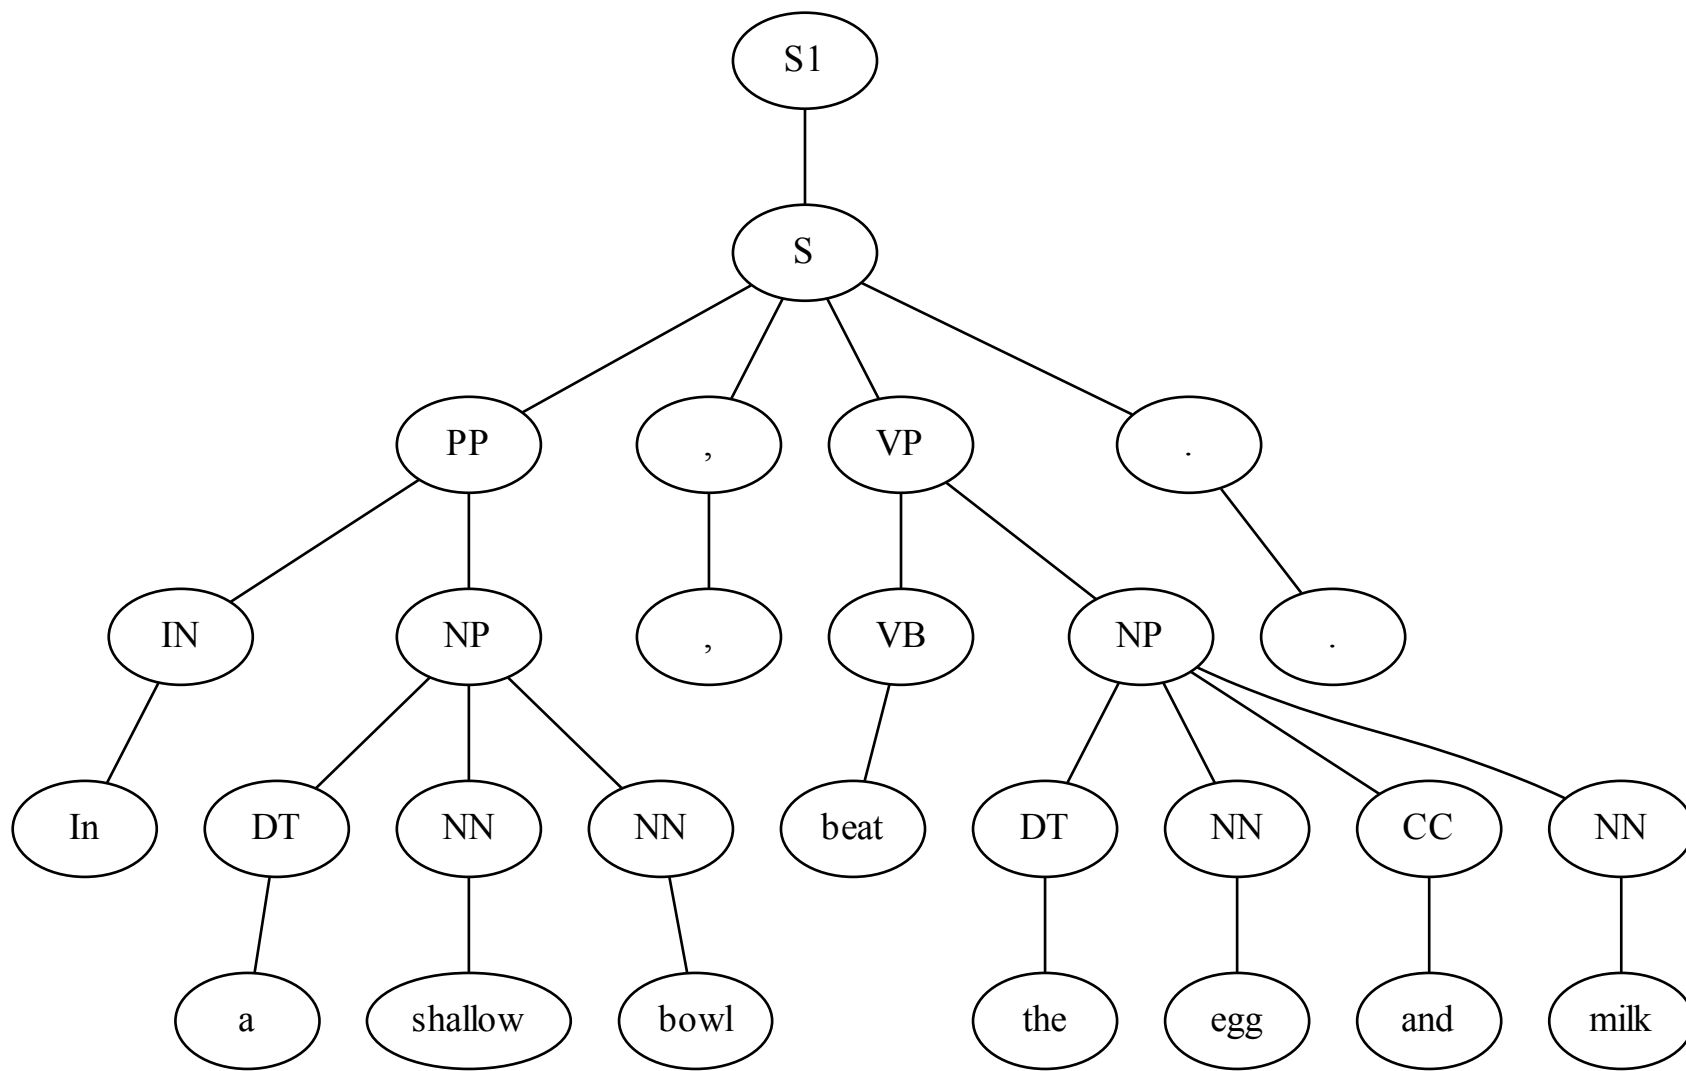 S1
S
PP , VP .
IN NP , VB NP .
In DT NN NN beat DT NN CC NN
a shallow bowl the egg and milk